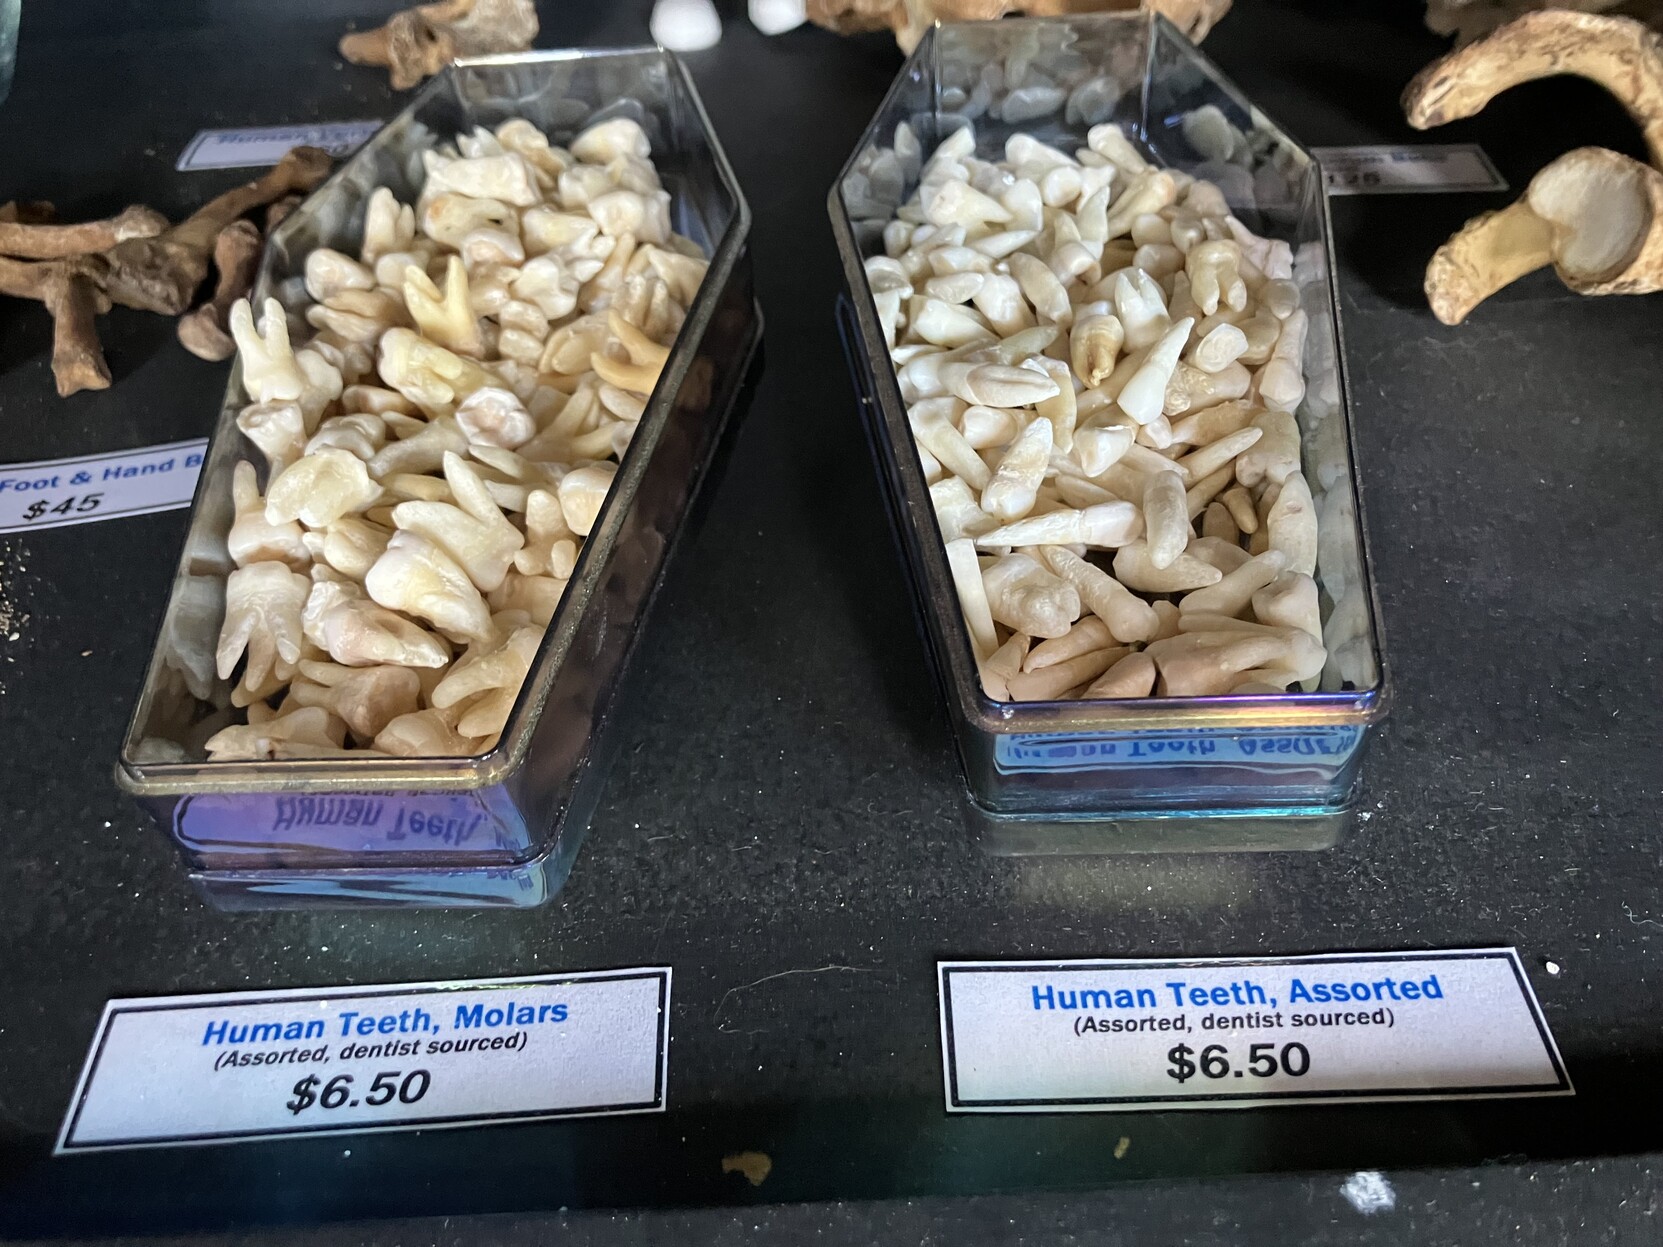 Foot & Hand B
$45
Human Teeth, Molars
(Assorted, dentist sourced)
$6.50
Human Teeth, Assorted
(Assorted, dentist sourced)
$6.50